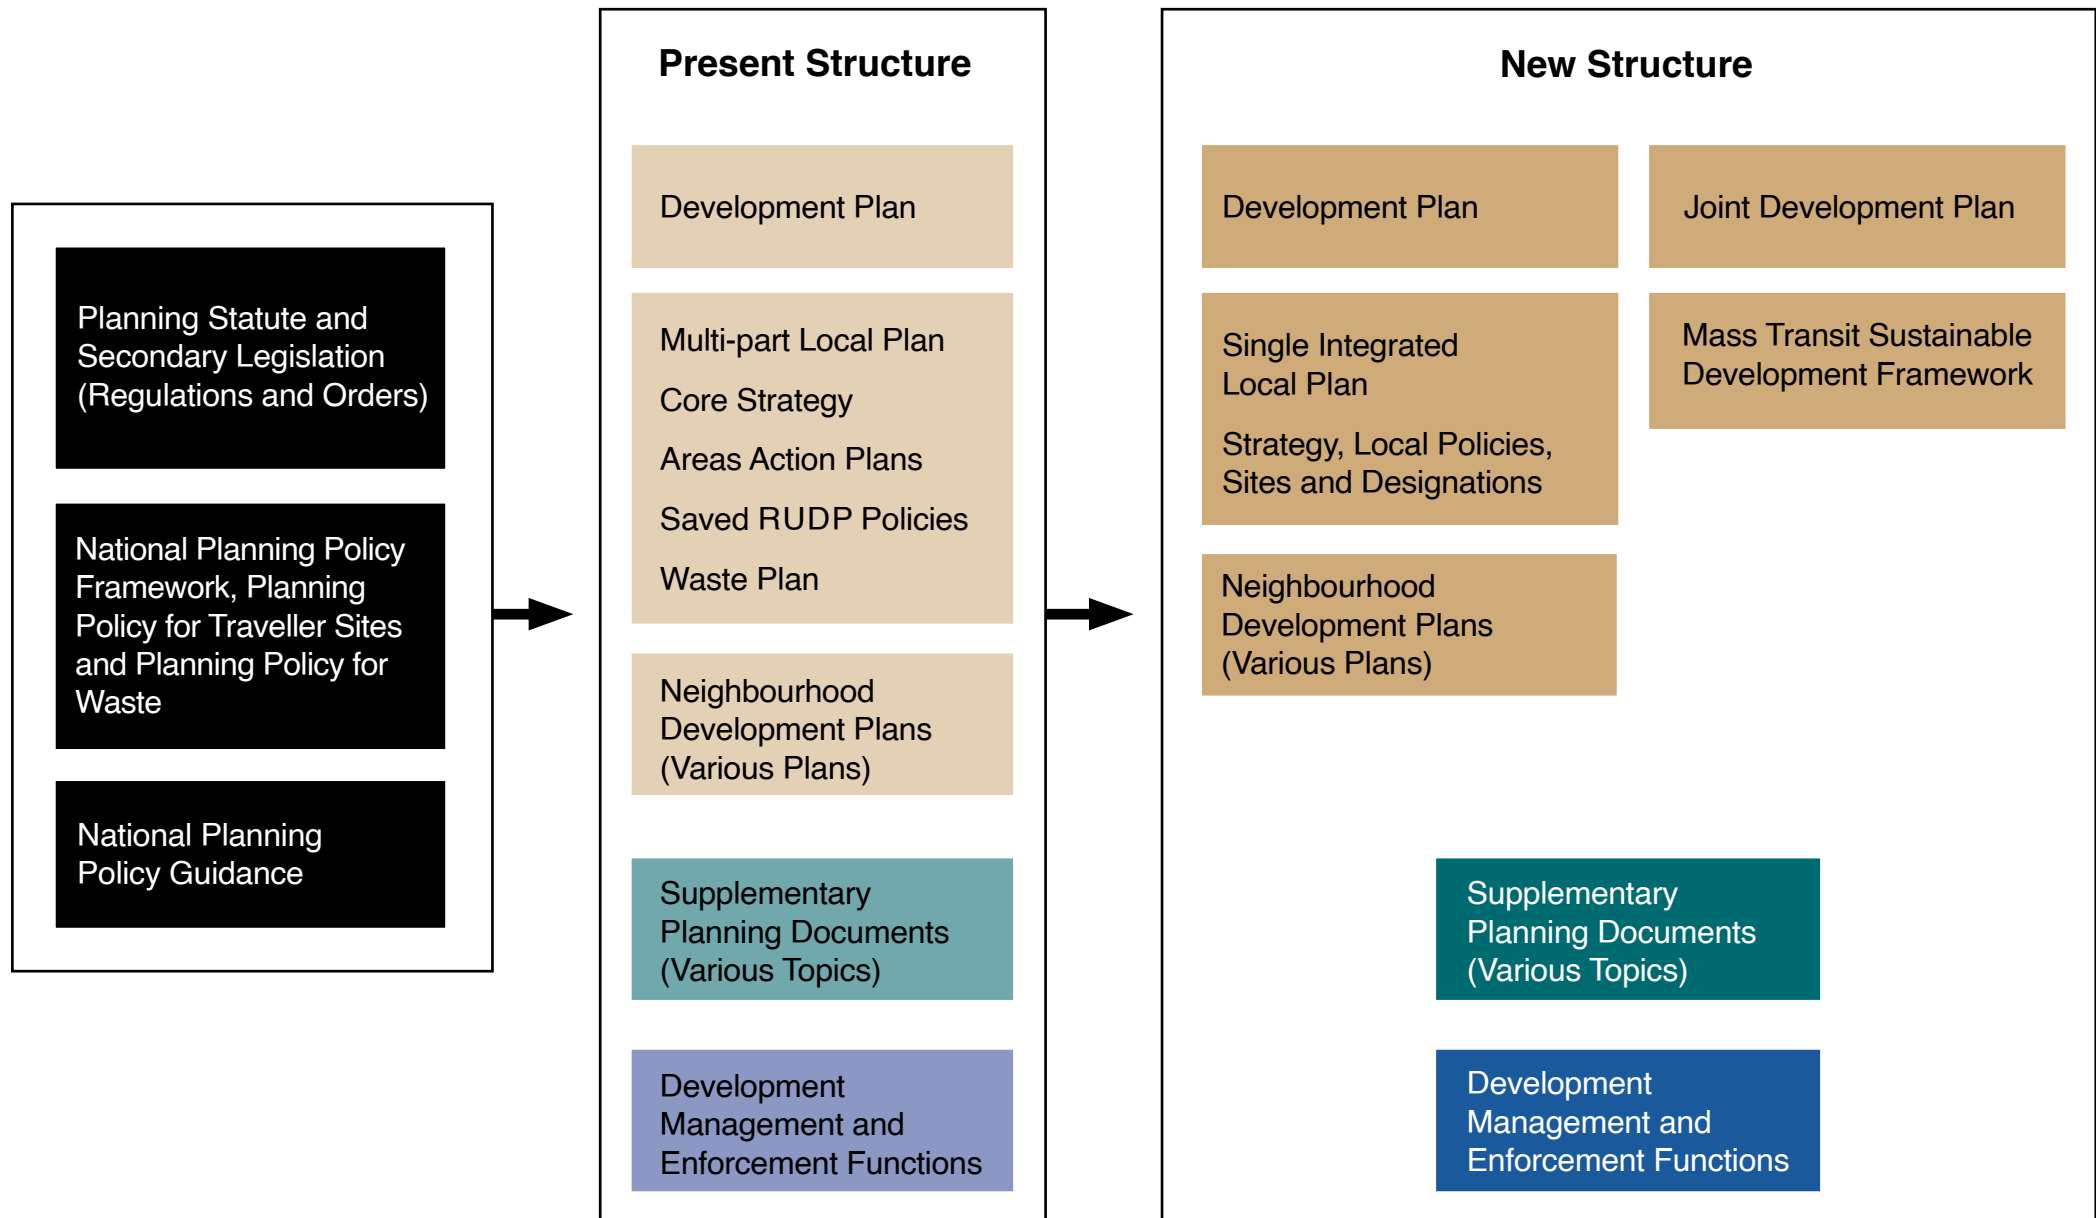 Planning Statute and
Secondary Legislation
(Regulations and Orders)
National Planning Policy
Framework, Planning
Policy for Traveller Sites
and Planning Policy for
Waste
National Planning
Policy Guidance
Present Structure
Development Plan
Multi-part Local Plan
Core Strategy
Areas Action Plans
Saved RUDP Policies
Waste Plan
Neighbourhood
Development Plans
(Various Plans)
Supplementary
Planning Documents
(Various Topics)
Development
Management and
Enforcement Functions
New Structure
Development Plan
Single Integrated
Local Plan
Strategy, Local Policies,
Sites and Designations
Neighbourhood
Development Plans
(Various Plans)
Joint Development Plan
Mass Transit Sustainable
Development Framework
Supplementary
Planning Documents
(Various Topics)
Development
Management and
Enforcement Functions